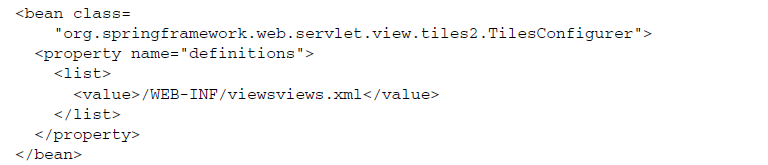 <bean class=
"org.springframework.web.servlet.view.tiles2.TilesConfigurer">
<property name="definitions">
<list>
<value>/WEB-INF/viewsviews.xml</value>
</list>
</property>
</bean>